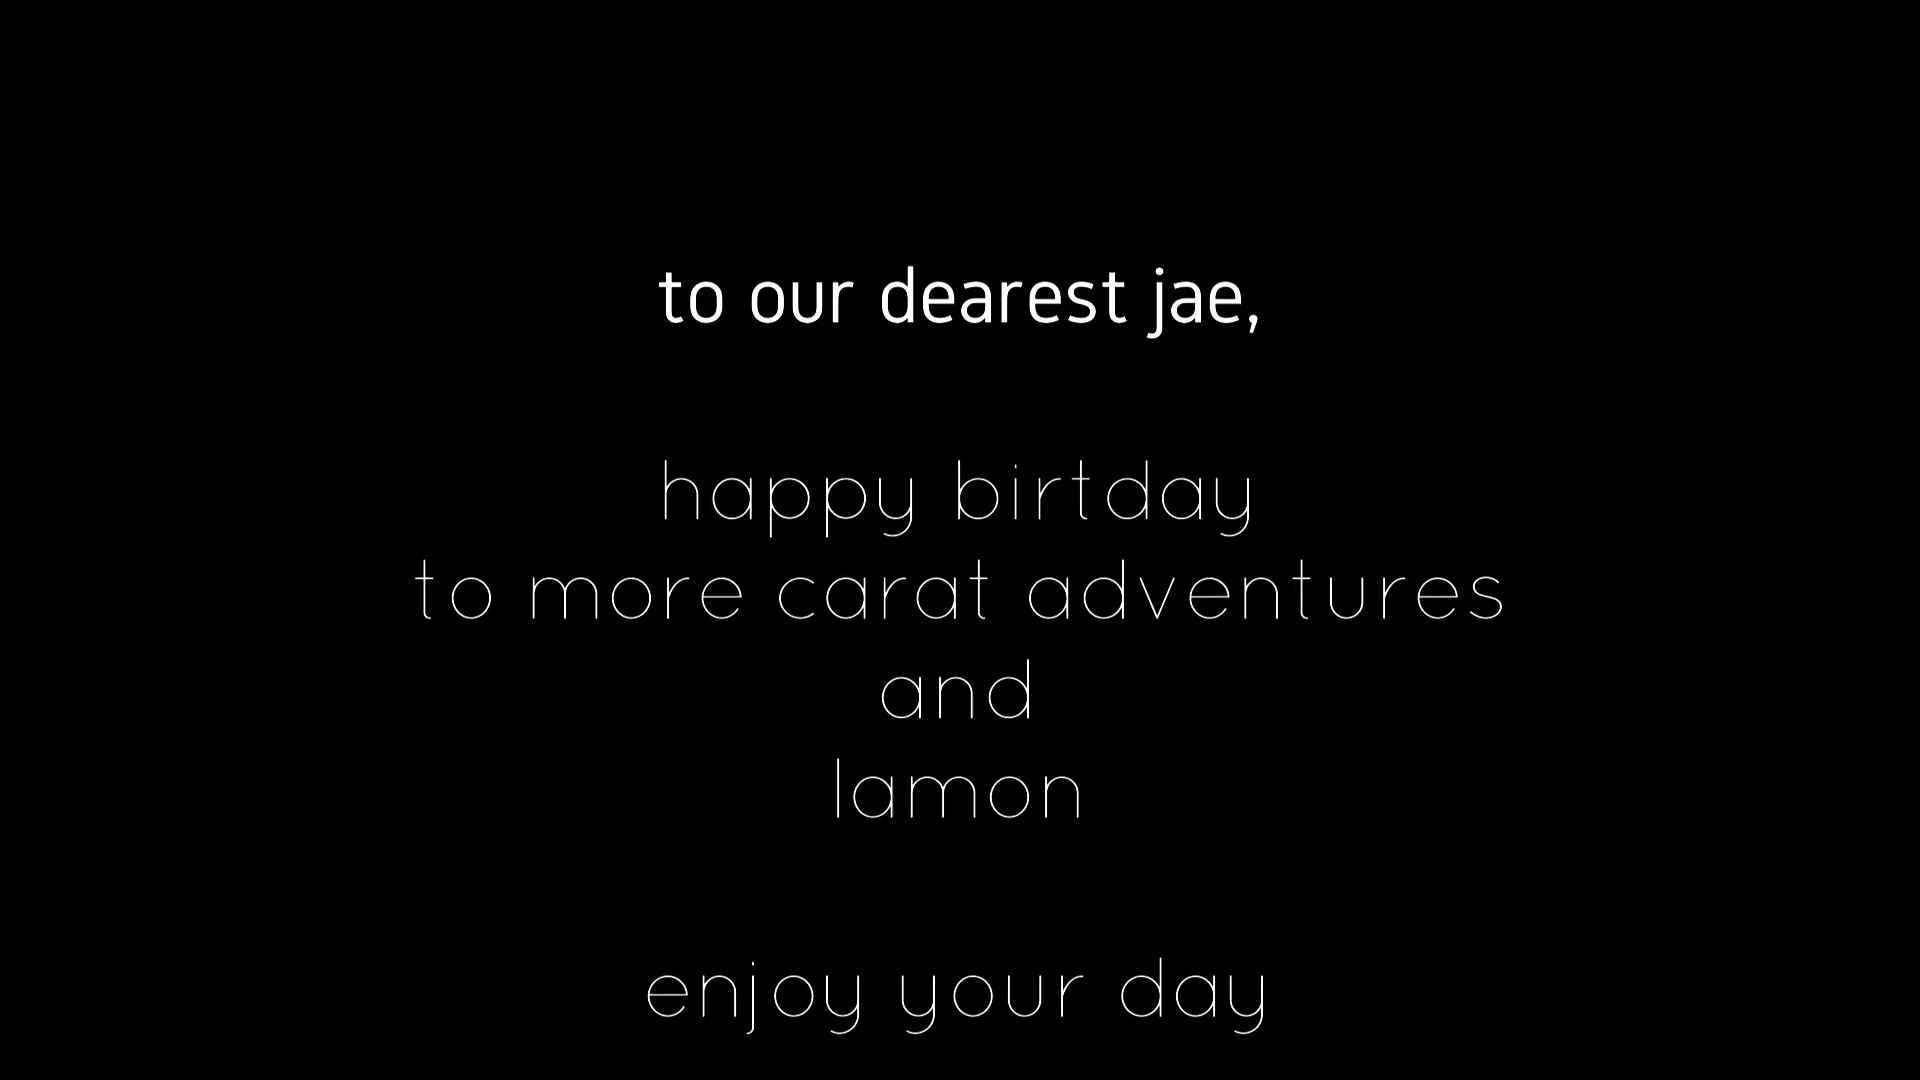 to our dearest jae,
happy birtday
to more carat adventures
and
lamon
enjoy your day